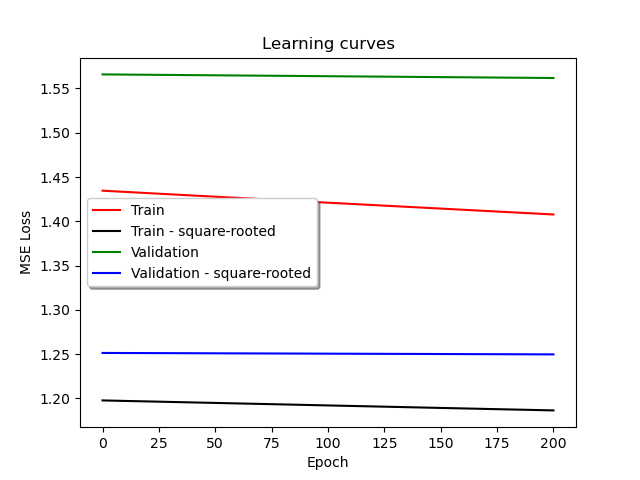 Learning curves
MSE Loss
1.55
1.50
1.45
1.40
1.35
1.30
1.25
1.20
Train
Train - square-rooted
Validation
Validation - square-rooted
0 25 50 75 100 125 150 175 200
Epoch